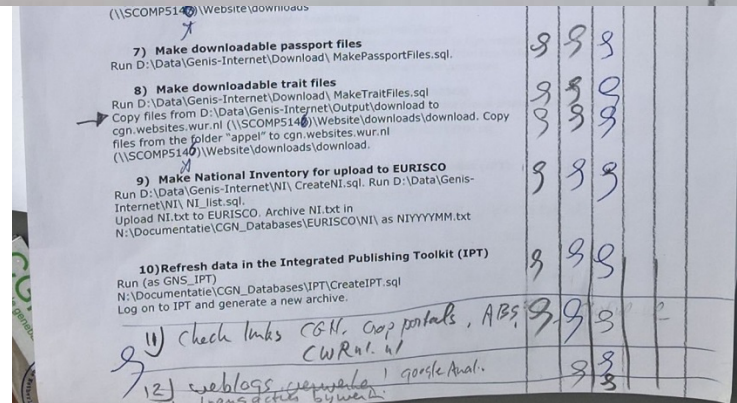 (\\SCOMP5146)\Website\downloads
7) Make downloadable passport files
Run D:\Data\Genis-Internet\Download\ MakePassportFiles.sql.
8) Make downloadable trait files
Run D:\Data\Genis-Internet\Download\ MakeTraitFiles.sql
Copy files from D:\Data\Genis-Internet\Output\download to
cgn.websites.wur.nl (\\SCOMP5146)\Website\downloads\download. Copy
files from the folder "appel" to cgn.websites.wur.nl
(\\SCOMP5146)\Website\downloads\download.
9) Make National Inventory for upload to EURISCO
Run D:\Data\Genis-Internet\NI\ CreateNI.sql. Run D:\Data\Genis-
Internet\NI\ NI_list.sql.
Upload NI.txt to EURISCO. Archive NI.txt in
N:\Documentatie\CGN_Databases\EURISCO\NI\ as NIYYYYMM.txt
10)Refresh data in the Integrated Publishing Toolkit (IPT)
Run (as GNS_IPT)
N:\Documentatie\CGN_Databases\IPT\CreateIPT.sql
Log on to IPT and generate a new archive.
11) Check links CGN, Crop portals, ABS,
CWRnl.nl
12) weblogs google Anal.